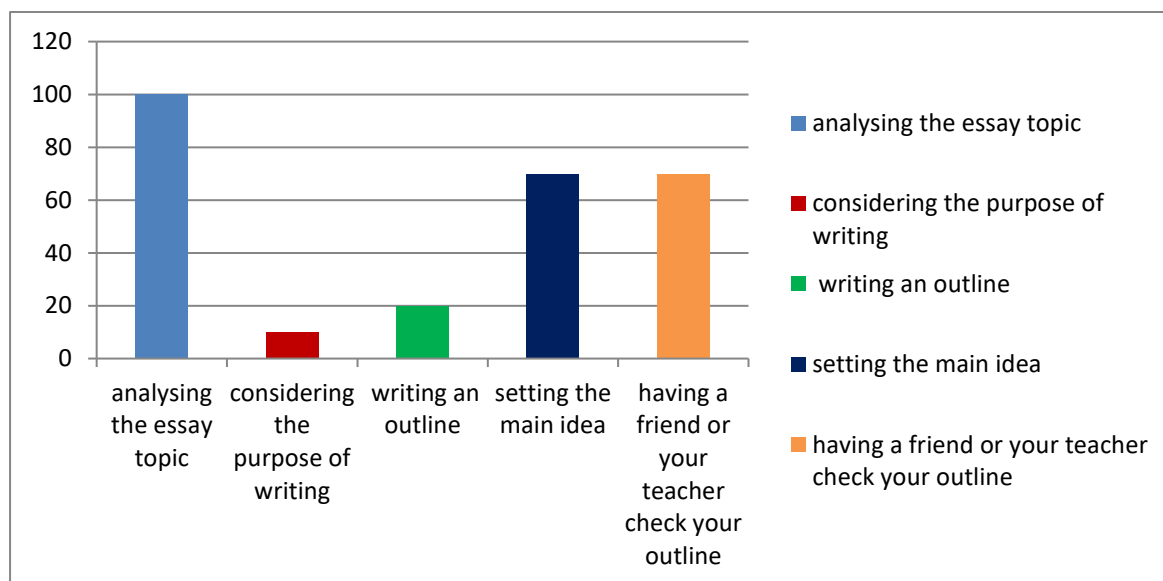 120
100
80
60
40
20
0
analysing
the essay
topic
considering
the
purpose of
writing
writing an
outline
setting the
main idea
having a
friend or
your
teacher
check your
outline
analysing the essay topic
considering the purpose of
writing
writing an outline
setting the main idea
having a friend or your teacher
check your outline